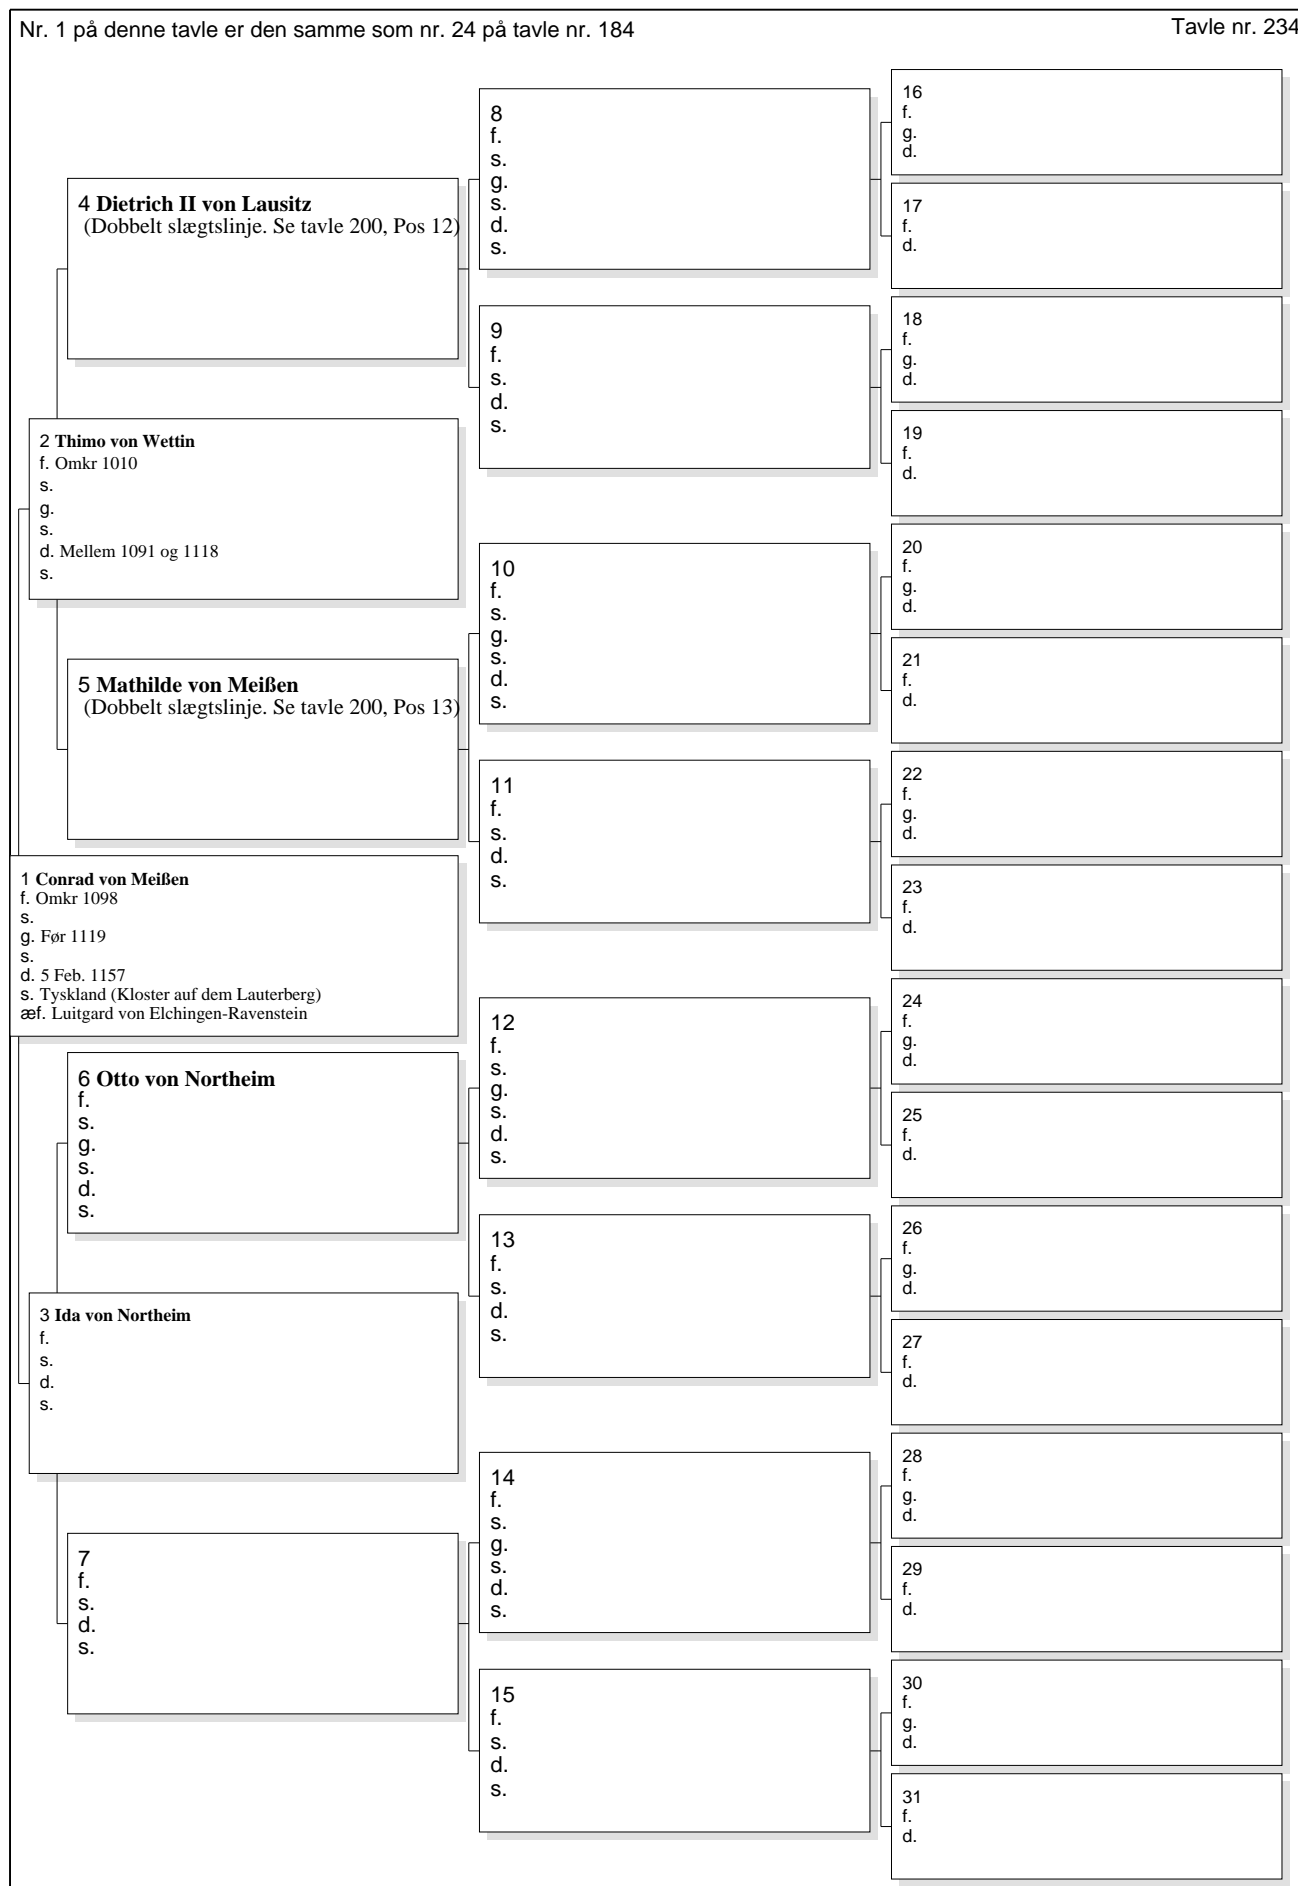 Nr. 1 på denne tavle er den samme som nr. 24 på tavle nr. 184
Tavle nr. 234
1 Conrad von Meißen
f. Omkr 1098
s.
g. Før 1119
s.
d. 5 Feb. 1157
s. Tyskland (Kloster auf dem Lauterberg)
æf. Luitgard von Elchingen-Ravenstein
2 Thimo von Wettin
f. Omkr 1010
s.
g.
s.
d. Mellem 1091 og 1118
s.
3 Ida von Northeim
f.
s.
d.
s.
4 Dietrich II von Lausitz
(Dobbelt slægtslinje. Se tavle 200, Pos 12)
5 Mathilde von Meißen
(Dobbelt slægtslinje. Se tavle 200, Pos 13)
6 Otto von Northeim
f.
s.
g.
s.
d.
s.
7
f.
s.
d.
s.
8
f.
s.
g.
s.
d.
s.
9
f.
s.
d.
s.
10
f.
s.
g.
s.
d.
s.
11
f.
s.
d.
s.
12
f.
s.
g.
s.
d.
s.
13
f.
s.
d.
s.
14
f.
s.
g.
s.
d.
s.
15
f.
s.
d.
s.
16
f.
g.
d.
17
f.
d.
18
f.
g.
d.
19
f.
d.
20
f.
g.
d.
21
f.
d.
22
f.
g.
d.
23
f.
d.
24
f.
g.
d.
25
f.
d.
26
f.
g.
d.
27
f.
d.
28
f.
g.
d.
29
f.
d.
30
f.
g.
d.
31
f.
d.